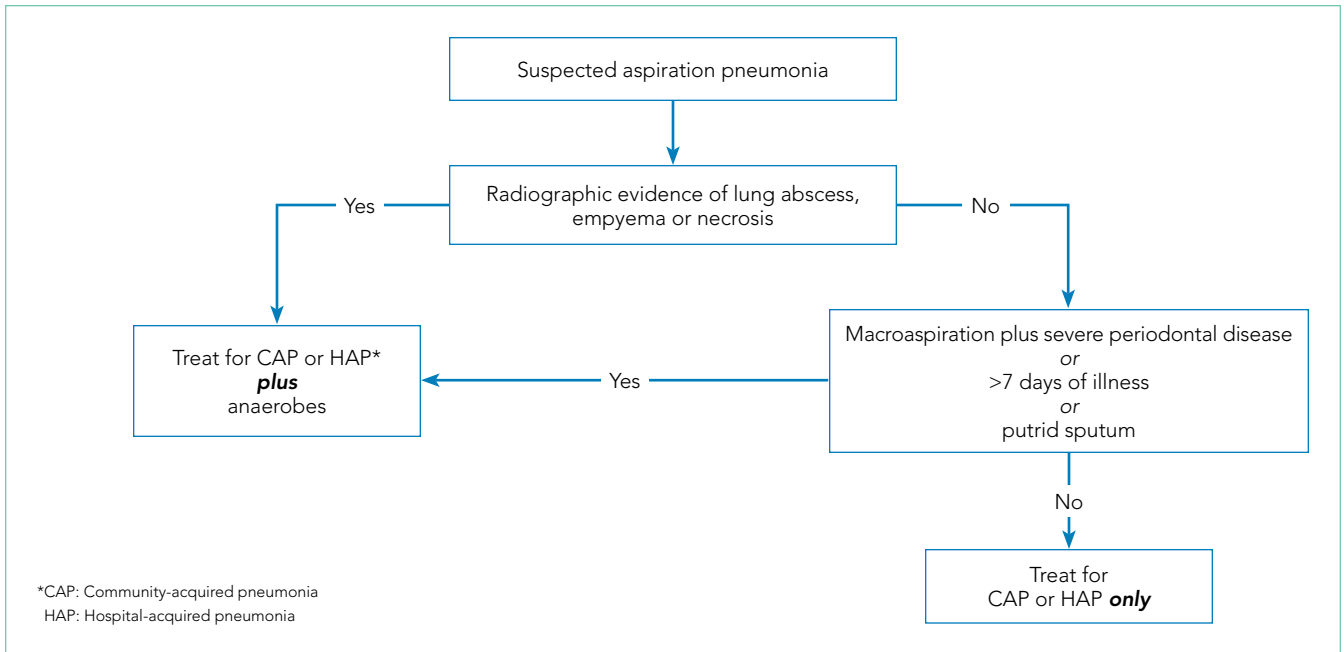 Suspected aspiration pneumonia
Radiographic evidence of lung abscess,
empyema or necrosis
Yes
No
Treat for CAP or HAP*
plus
anaerobes
Macroaspiration plus severe periodontal disease
or
>7 days of illness
or
putrid sputum
Yes
No
Treat for
CAP or HAP only
*CAP: Community-acquired pneumonia
HAP: Hospital-acquired pneumonia